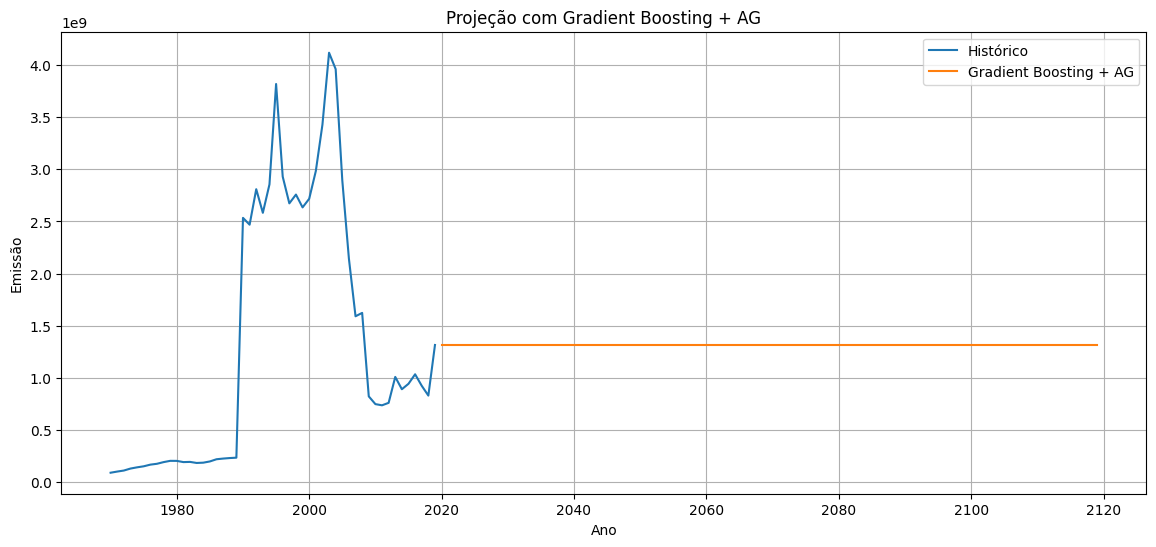 Projeção com Gradient Boosting + AG
1e9
Histórico
Gradient Boosting + AG
4.0
3.5
3.0
2.5
2.0
1.5
1.0
0.5
0.0
Emissão
1980 2000 2020 2040 2060 2080 2100 2120
Ano